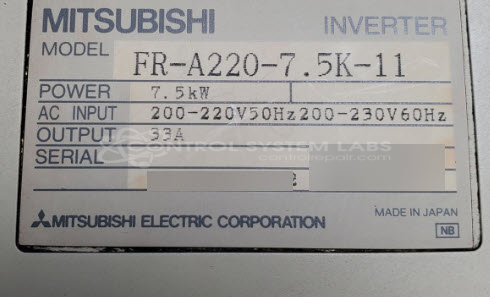 MITSUBISHI INVERTER
MODEL FR-A220-7.5K-11
POWER 7.5kW
AC INPUT 200-220V50Hz200-230V60Hz
OUTPUT 33A
CONTROL SYSTEM LABS
SERIAL
controlrepair.com
MITSUBISHI ELECTRIC CORPORATION
MADE IN JAPAN
NB